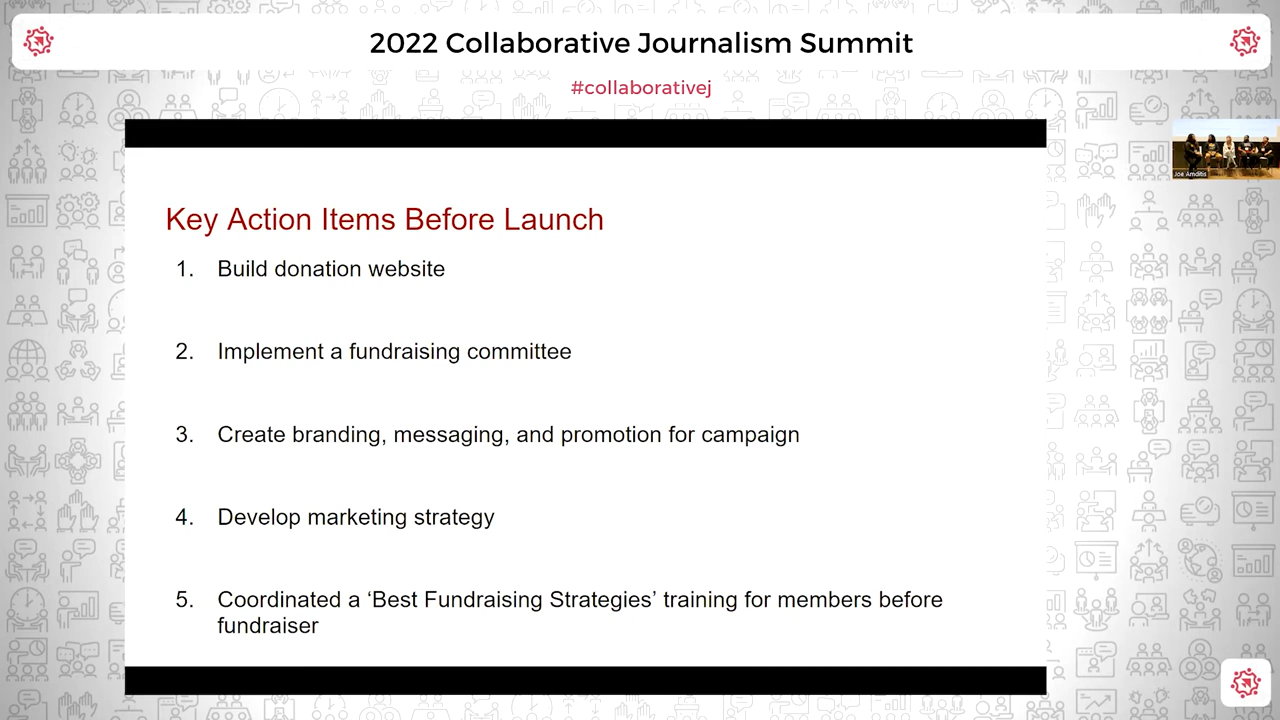 2022 Collaborative Journalism Summit
#collaborativej
Joe Amditis
Key Action Items Before Launch
1. Build donation website
2. Implement a fundraising committee
3. Create branding, messaging, and promotion for campaign
4. Develop marketing strategy
5. Coordinated a ‘Best Fundraising Strategies’ training for members before
fundraiser